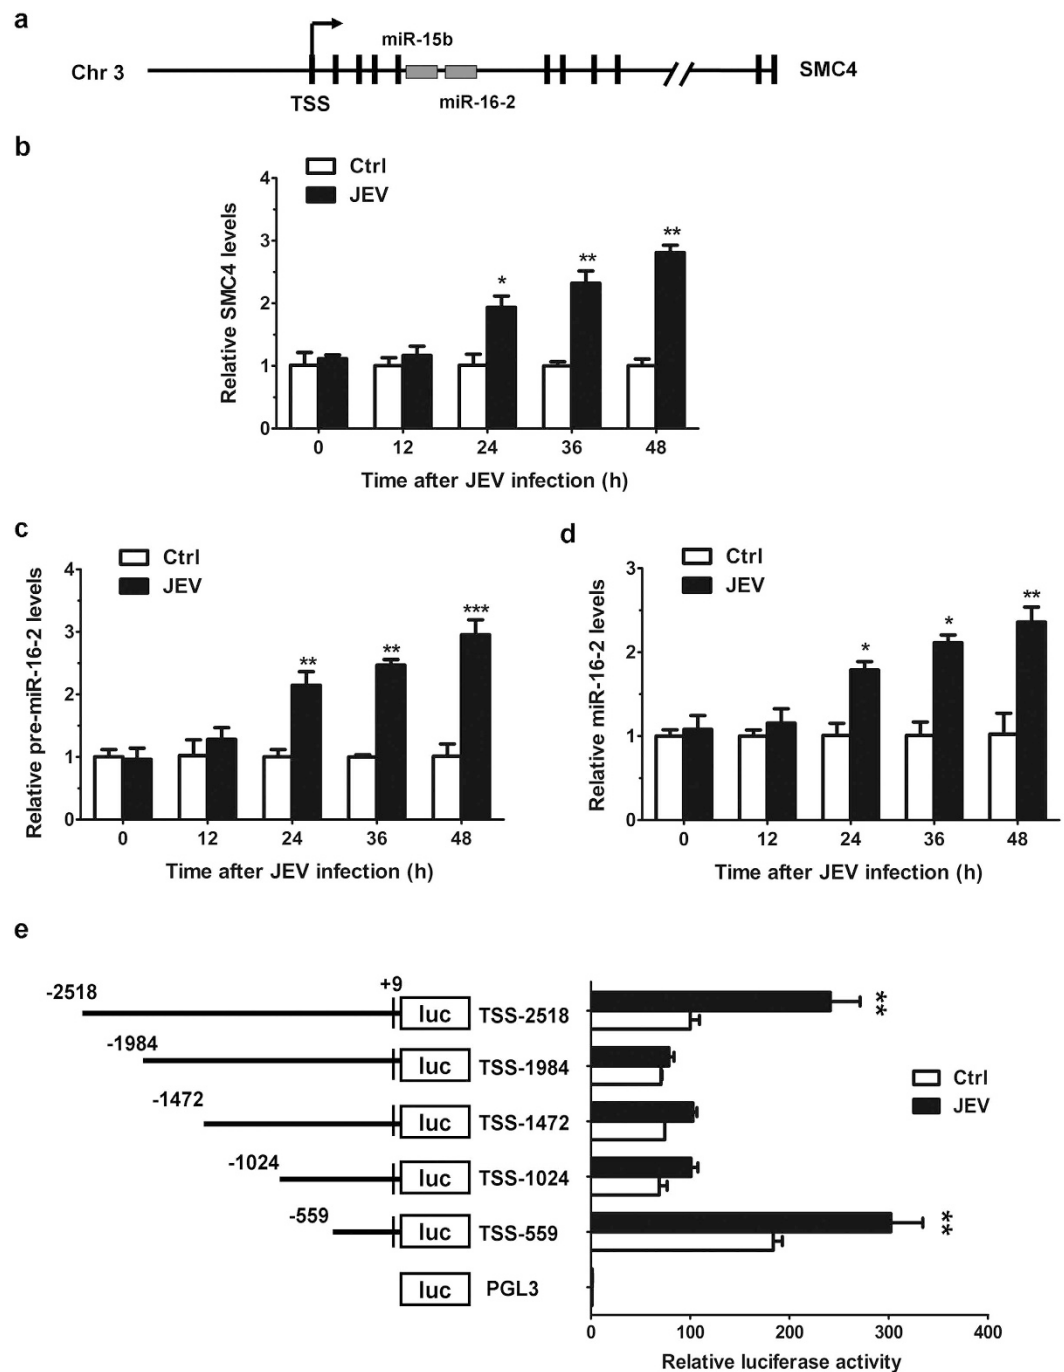 a
miR-15b
Chr 3
SMC4
TSS
miR-16-2
b
Ctrl
JEV
Relative SMC4 levels
4
3
2
1
0
*
**
**
0 12 24 36 48
Time after JEV infection (h)
c
Ctrl
JEV
Relative pre-miR-16-2 levels
4
3
2
1
0
**
**
***
0 12 24 36 48
Time after JEV infection (h)
d
Ctrl
JEV
Relative miR-16-2 levels
3
2
1
0
*
*
**
0 12 24 36 48
Time after JEV infection (h)
e
-2518 +9
luc TSS-2518
**
-1984
luc TSS-1984
-1472
luc TSS-1472
-1024
luc TSS-1024
-559
luc TSS-559
**
luc PGL3
Ctrl
JEV
0 100 200 300 400
Relative luciferase activity